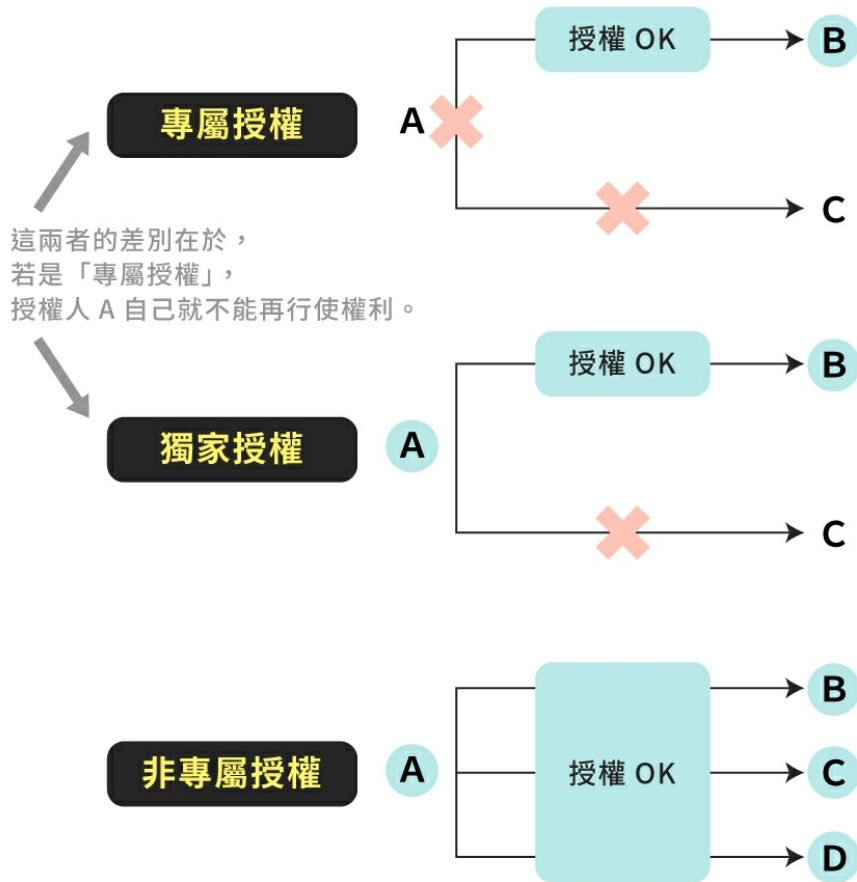 授權 OK
B
專屬授權
A
C
這兩者的差別在於，
若是「專屬授權」，
授權人 A 自己就不能再行使權利。
授權 OK
B
獨家授權
A
C
B
非專屬授權
A
授權 OK
C
D